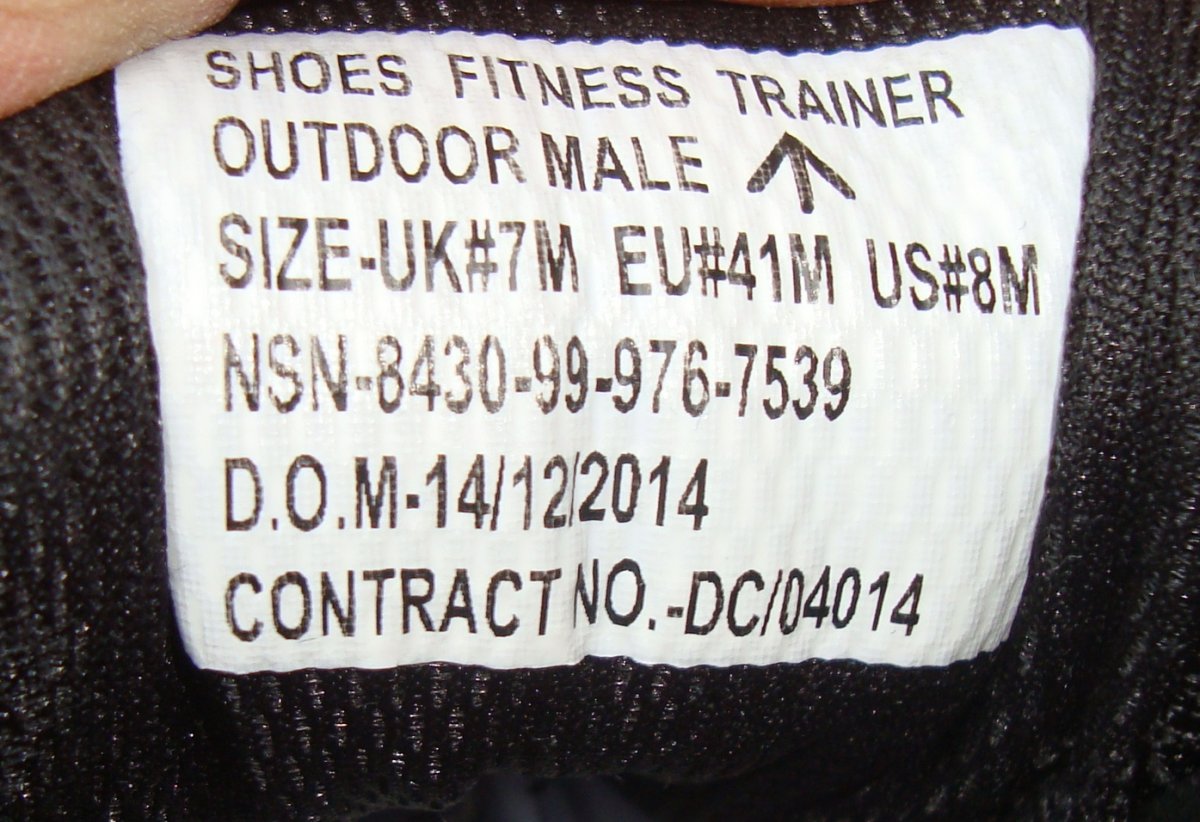 SHOES FITNESS TRAINER
OUTDOOR MALE
SIZE-UK#7M EU#41M US#8M
NSN-8430-99-976-7539
D.O.M-14/12/2014
CONTRACT NO.-DC/04014